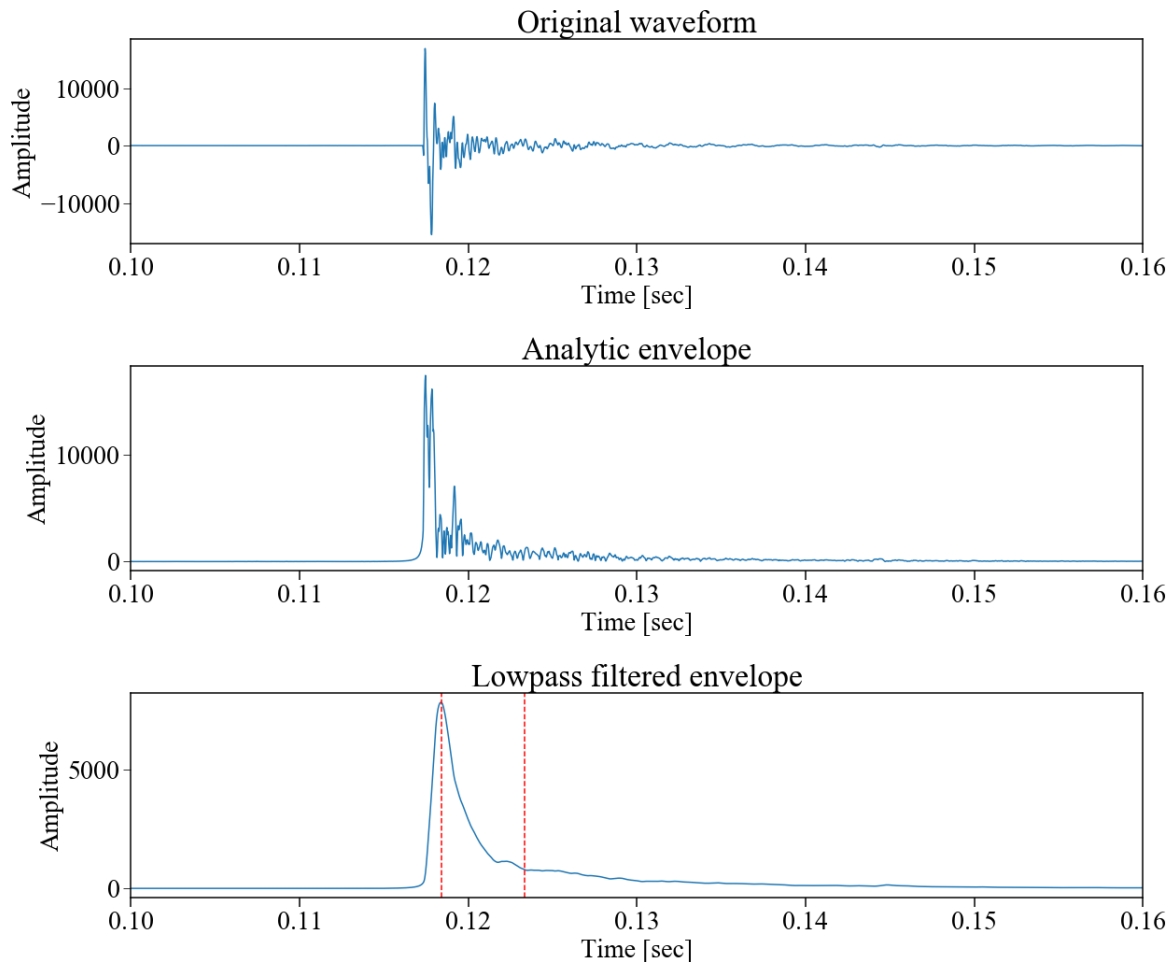 Original waveform
Amplitude
10000
0
−10000
0.10 0.11 0.12 0.13 0.14 0.15 0.16
Time [sec]
Analytic envelope
Amplitude
10000
0
0.10 0.11 0.12 0.13 0.14 0.15 0.16
Time [sec]
Lowpass filtered envelope
Amplitude
5000
0
0.10 0.11 0.12 0.13 0.14 0.15 0.16
Time [sec]